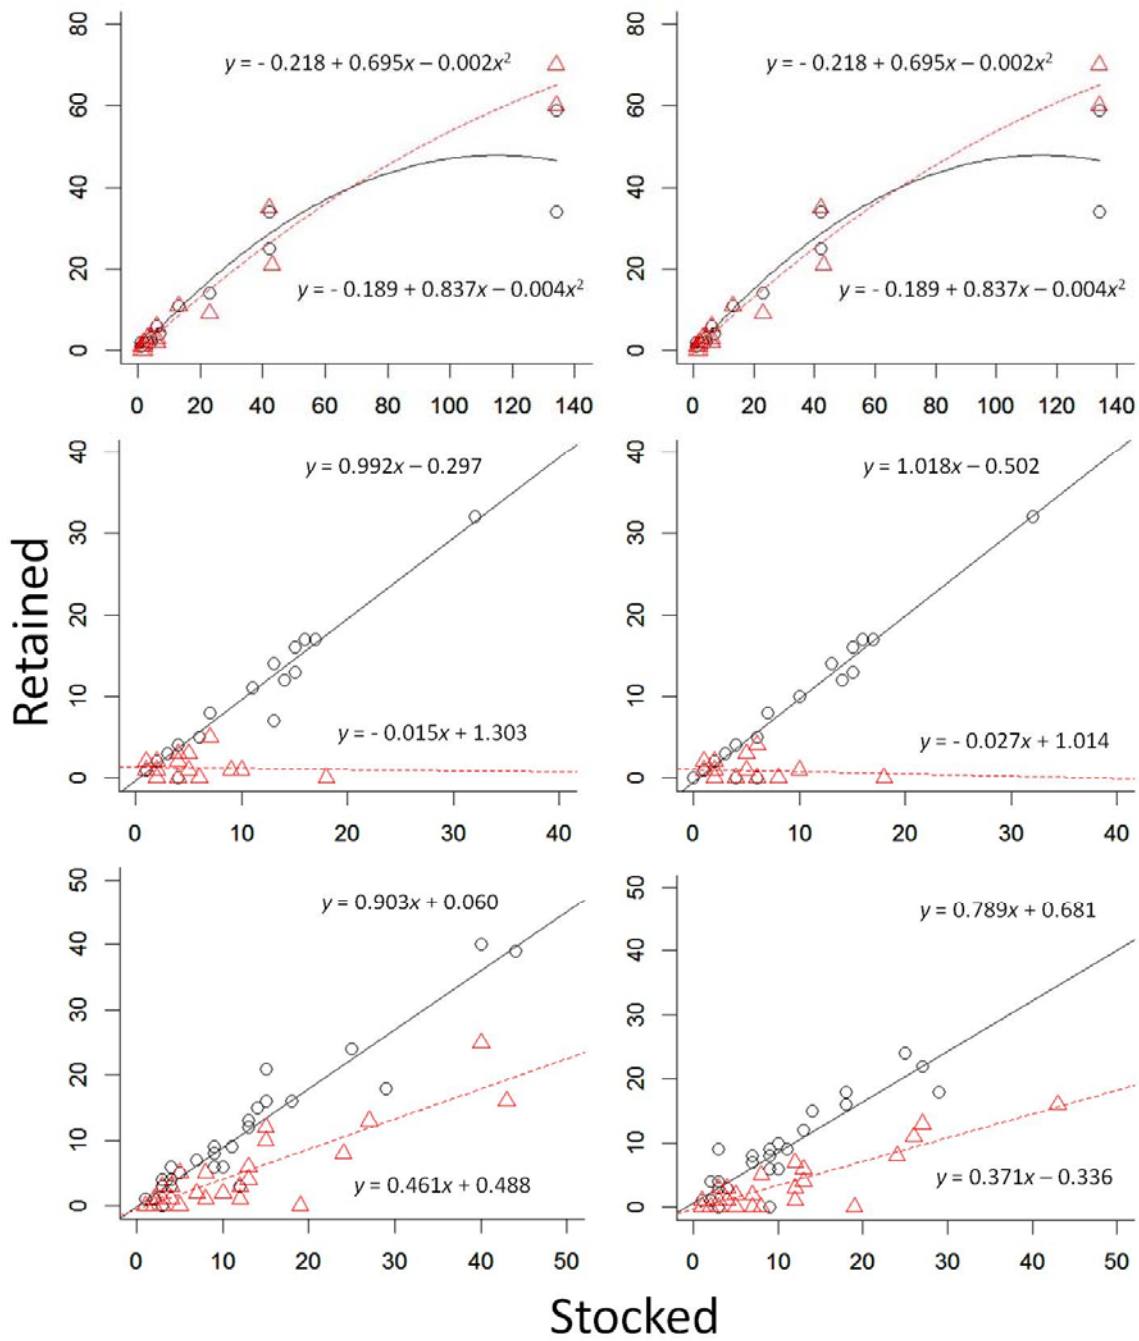 80
y = - 0.218 + 0.695x – 0.002x²
60
40
20
y = - 0.189 + 0.837x – 0.004x²
0
0 20 40 60 80 100 120 140
80
y = - 0.218 + 0.695x – 0.002x²
60
40
20
y = - 0.189 + 0.837x – 0.004x²
0
0 20 40 60 80 100 120 140
Retained
40
y = 0.992x – 0.297
30
20
10
y = - 0.015x + 1.303
0
0 10 20 30 40
40
y = 1.018x – 0.502
30
20
10
y = - 0.027x + 1.014
0
0 10 20 30 40
50
y = 0.903x + 0.060
40
30
20
10
y = 0.461x + 0.488
0
0 10 20 30 40 50
50
y = 0.789x + 0.681
40
30
20
10
y = 0.371x – 0.336
0
0 10 20 30 40 50
Stocked